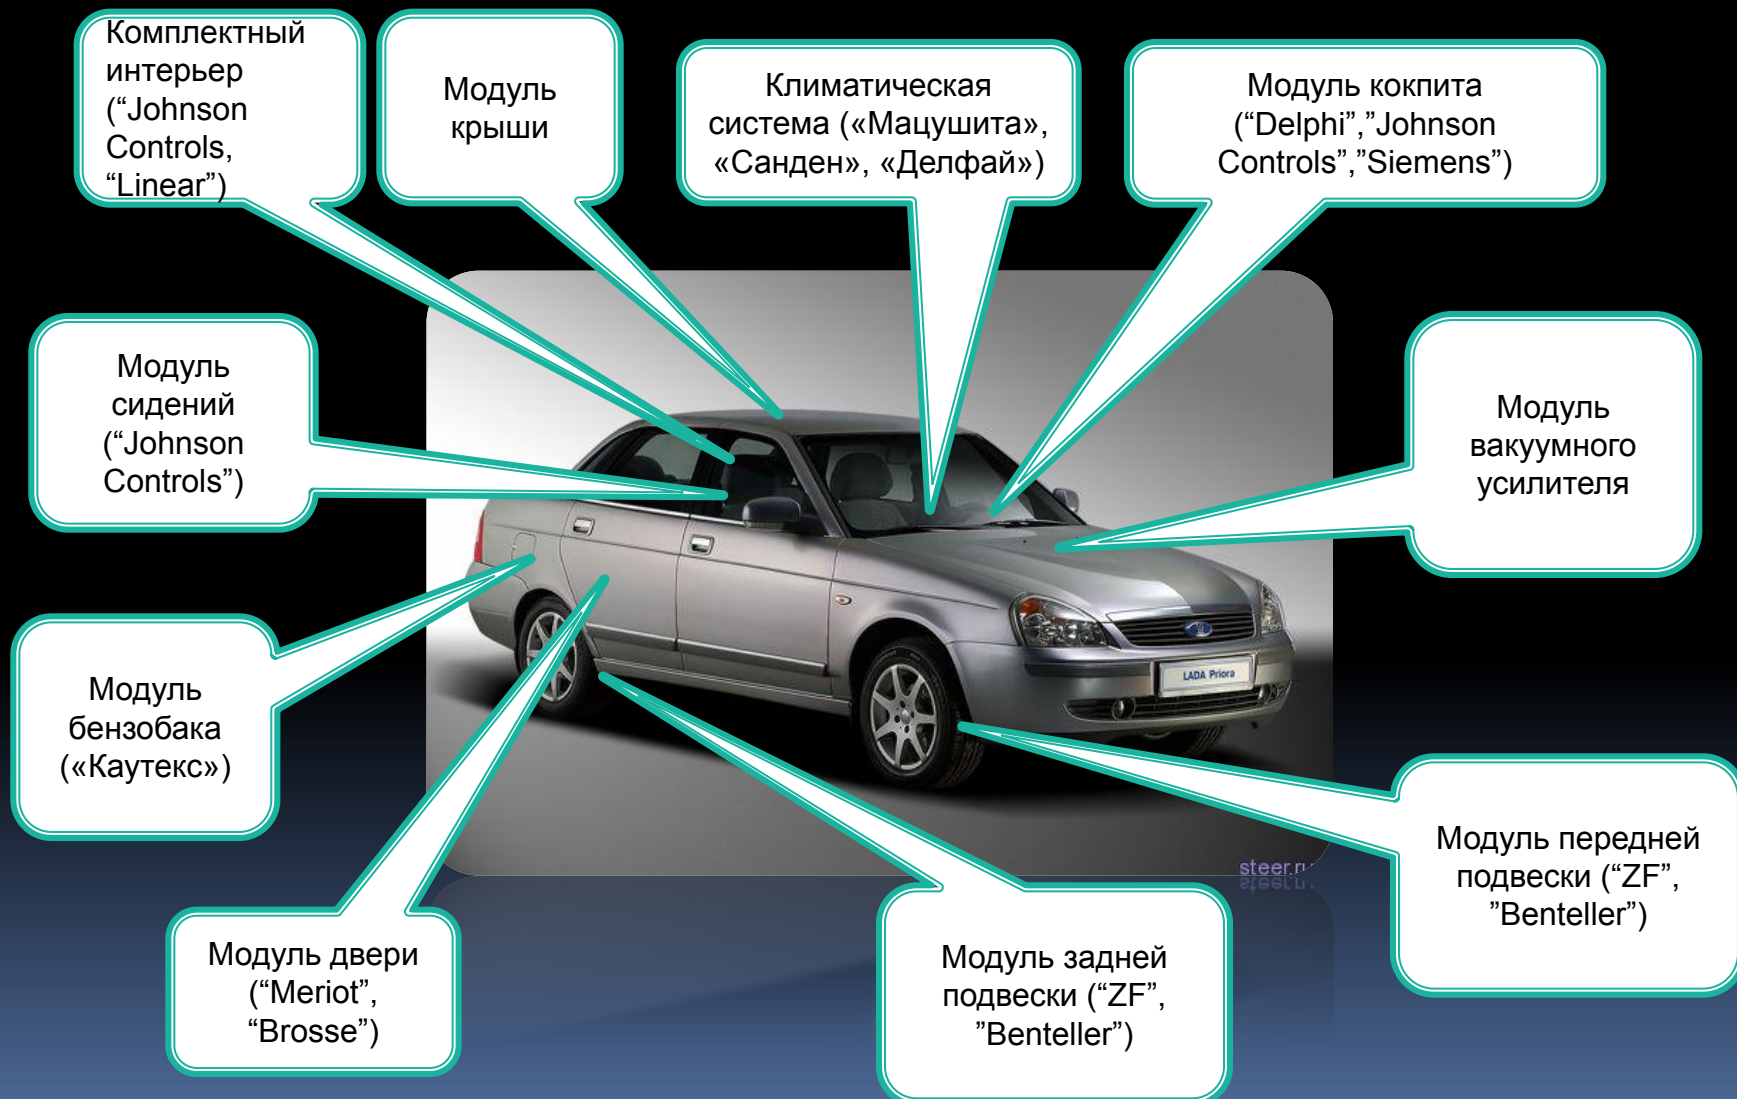 Комплектный
интерьер
(“Johnson
Controls,
“Linear”)
Модуль
крыши
Климатическая
система («Мацушита»,
«Санден», «Делфай»)
Модуль кокпита
(“Delphi”,”Johnson
Controls”,”Siemens”)
Модуль
сидений
(“Johnson
Controls”)
Модуль
вакуумного
усилителя
Модуль
бензобака
(«Каутекс»)
LADA Priora
steer.ru
Модуль двери
(“Meriot”,
“Brosse”)
Модуль задней
подвески (“ZF”,
”Benteller”)
Модуль передней
подвески (“ZF”,
”Benteller”)